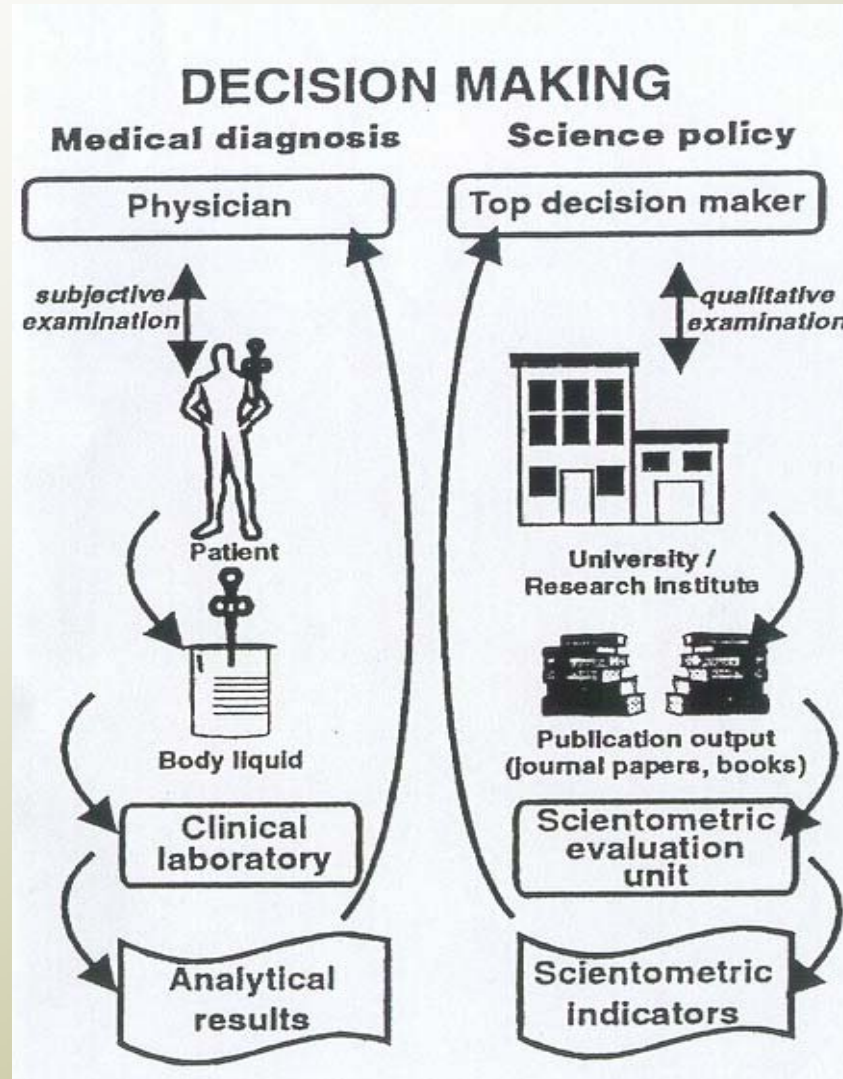 DECISION MAKING
Medical diagnosis
Physician
subjective
examination
Patient
Body liquid
Clinical
laboratory
Analytical
results
Science policy
Top decision maker
qualitative
examination
University /
Research institute
Publication output
(journal papers, books)
Scientometric
evaluation
unit
Scientometric
indicators